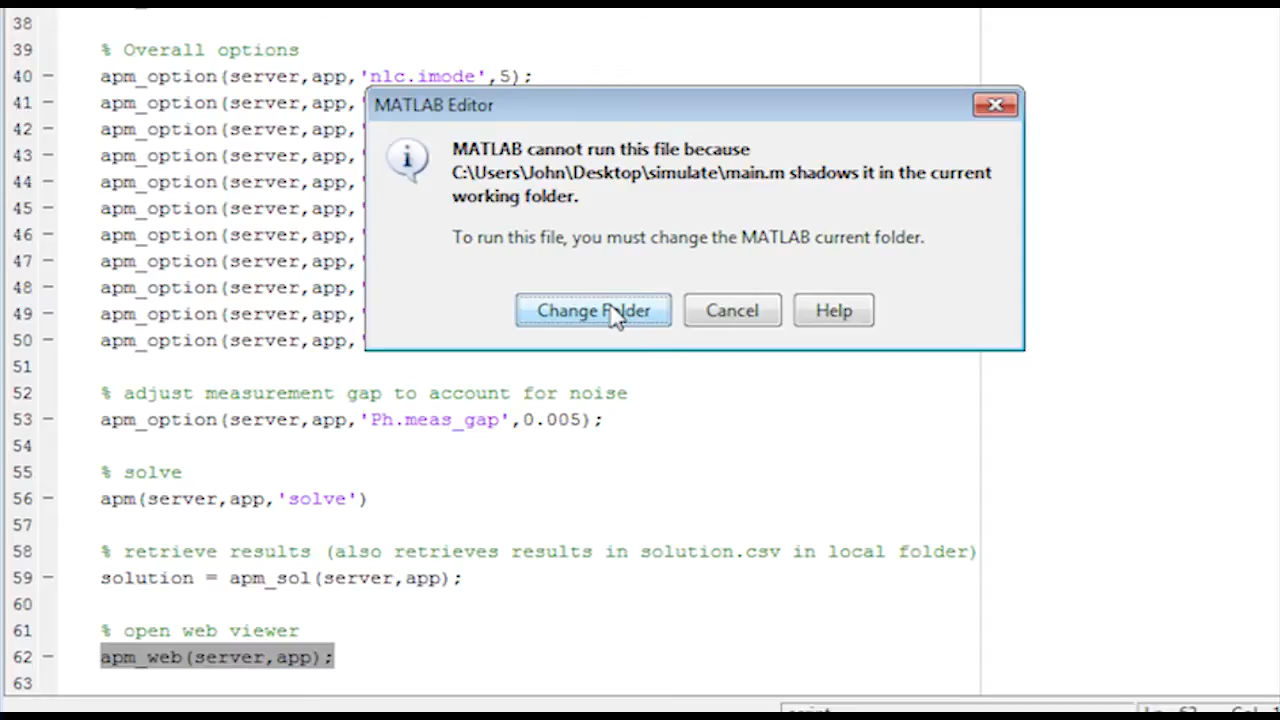 38
39 % Overall options
40 – apm_option(server,app,'nlc.imode',5);
41 – apm_option(server,app,'
42 – apm_option(server,app,'
43 – apm_option(server,app,'
44 – apm_option(server,app,'
45 – apm_option(server,app,'
46 – apm_option(server,app,'
47 – apm_option(server,app,'
48 – apm_option(server,app,'
49 – apm_option(server,app,'
50 – apm_option(server,app,'
MATLAB Editor
MATLAB cannot run this file because
C:\Users\John\Desktop\simulate\main.m shadows it in the current
working folder.
To run this file, you must change the MATLAB current folder.
Change Folder Cancel Help
51
52 % adjust measurement gap to account for noise
53 – apm_option(server,app,'Ph.meas_gap',0.005);
54
55 % solve
56 – apm(server,app,'solve')
57
58 % retrieve results (also retrieves results in solution.csv in local folder)
59 – solution = apm_sol(server,app);
60
61 % open web viewer
62 – apm_web(server,app);
63